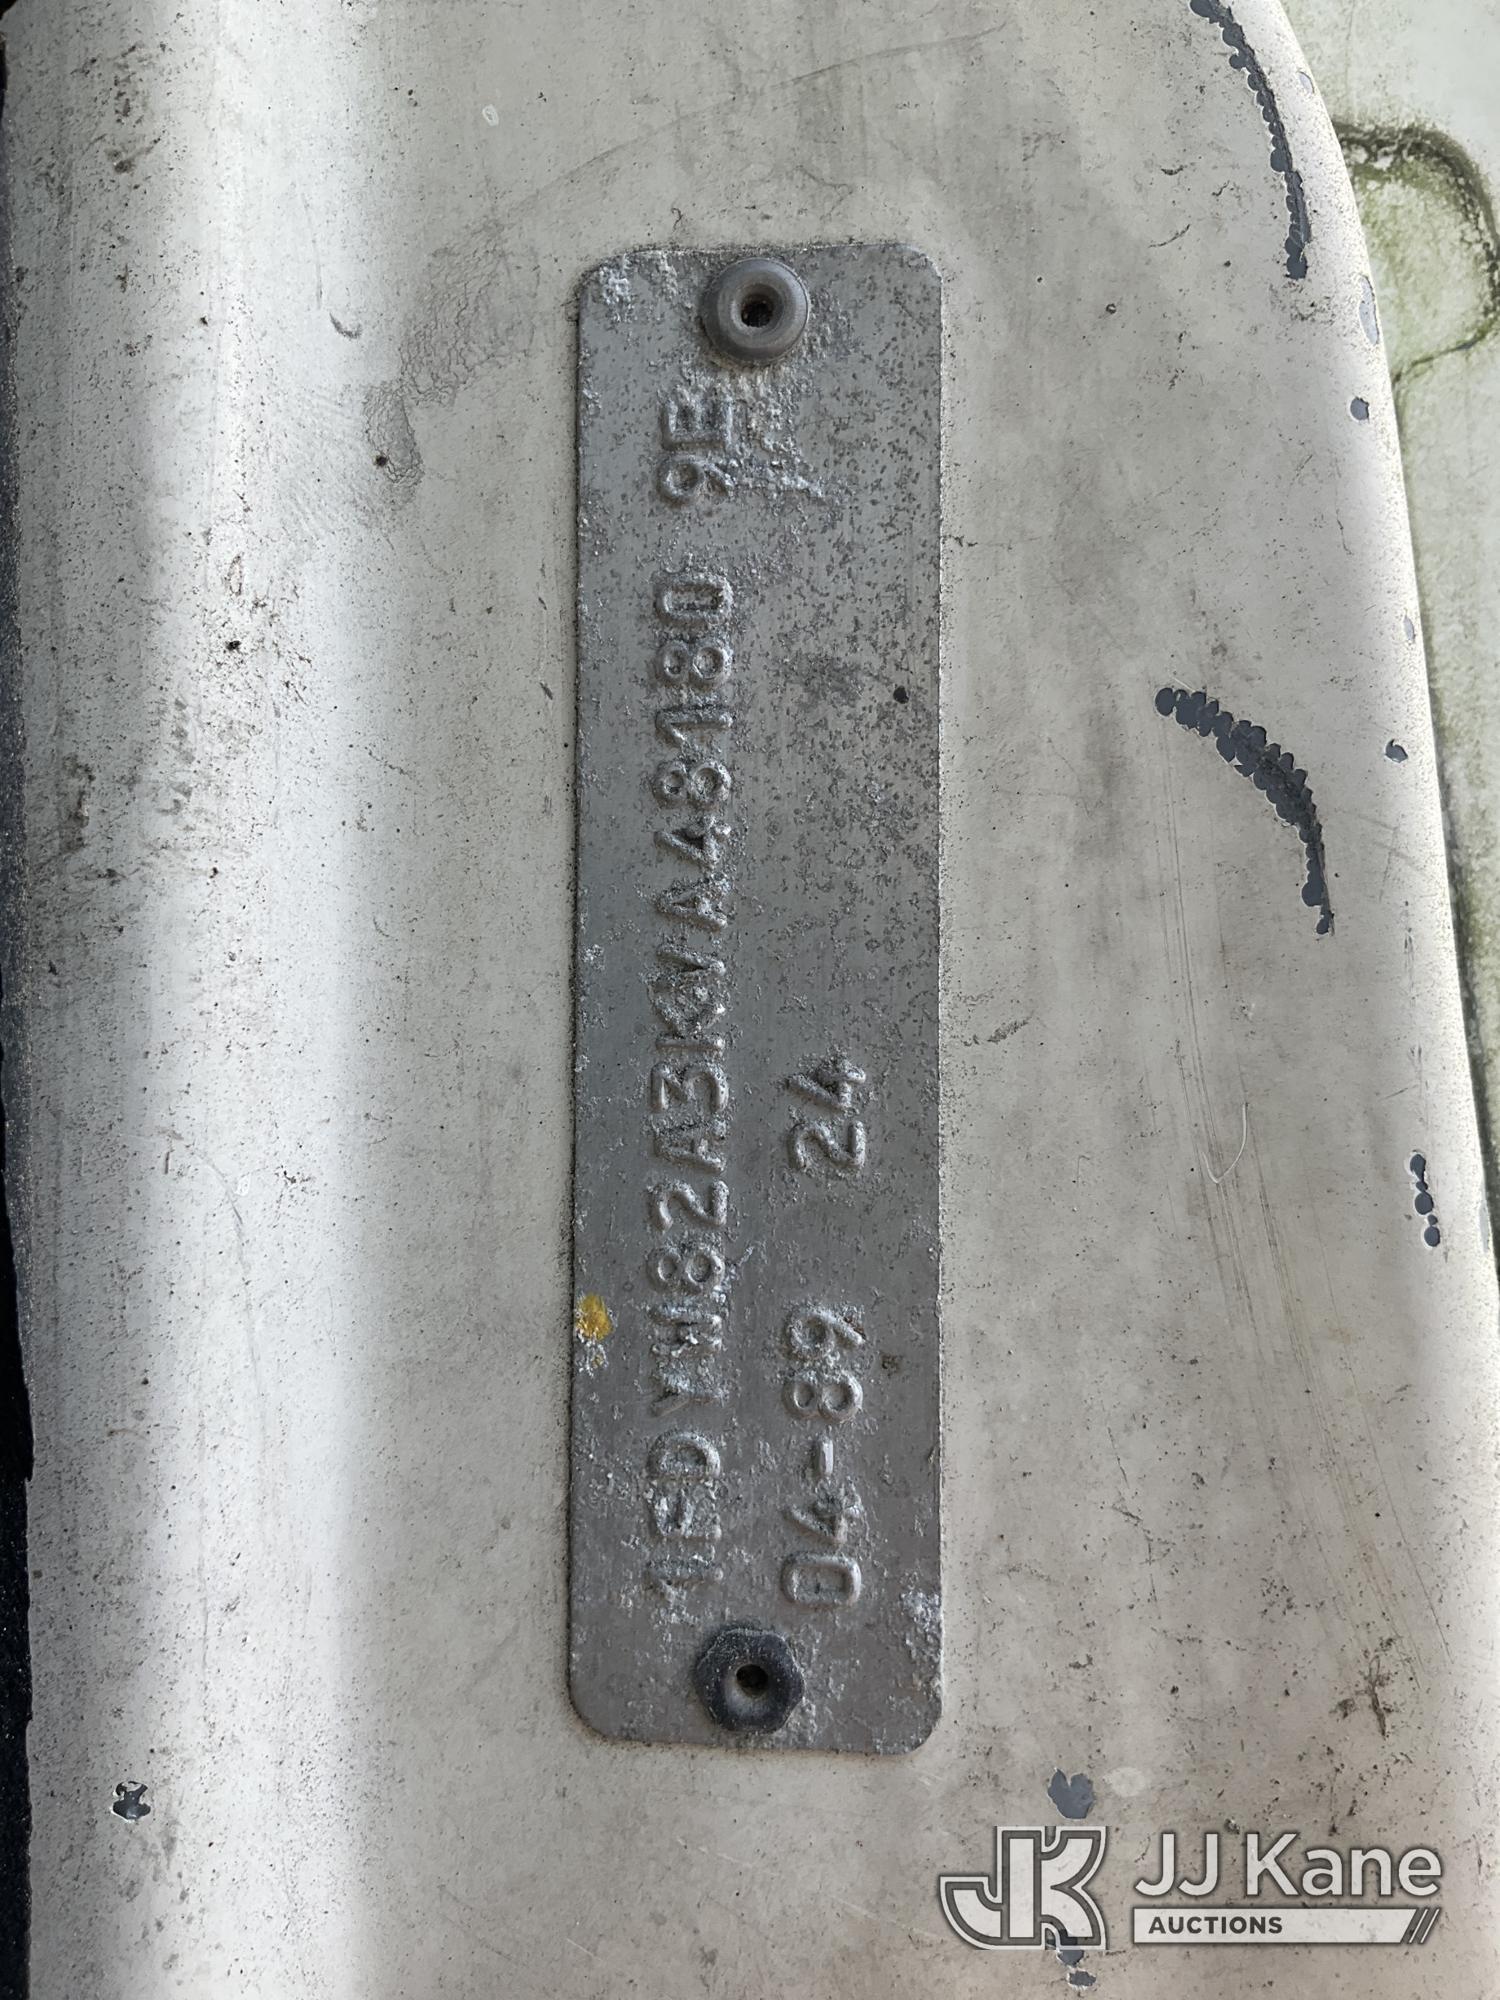 1FDYW82A3KVA48180 9E
04-89 24
JJ Kane
AUCTIONS